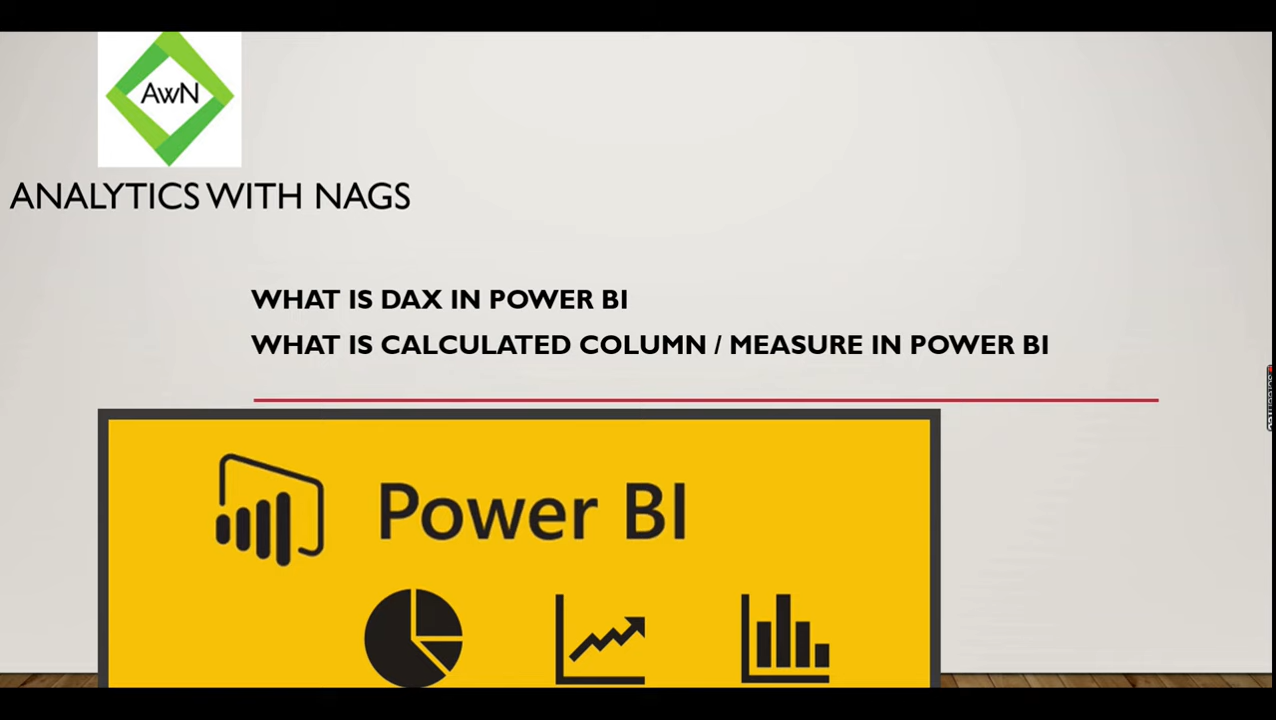 AwN
ANALYTICS WITH NAGS
WHAT IS DAX IN POWER BI
WHAT IS CALCULATED COLUMN / MEASURE IN POWER BI
Power BI